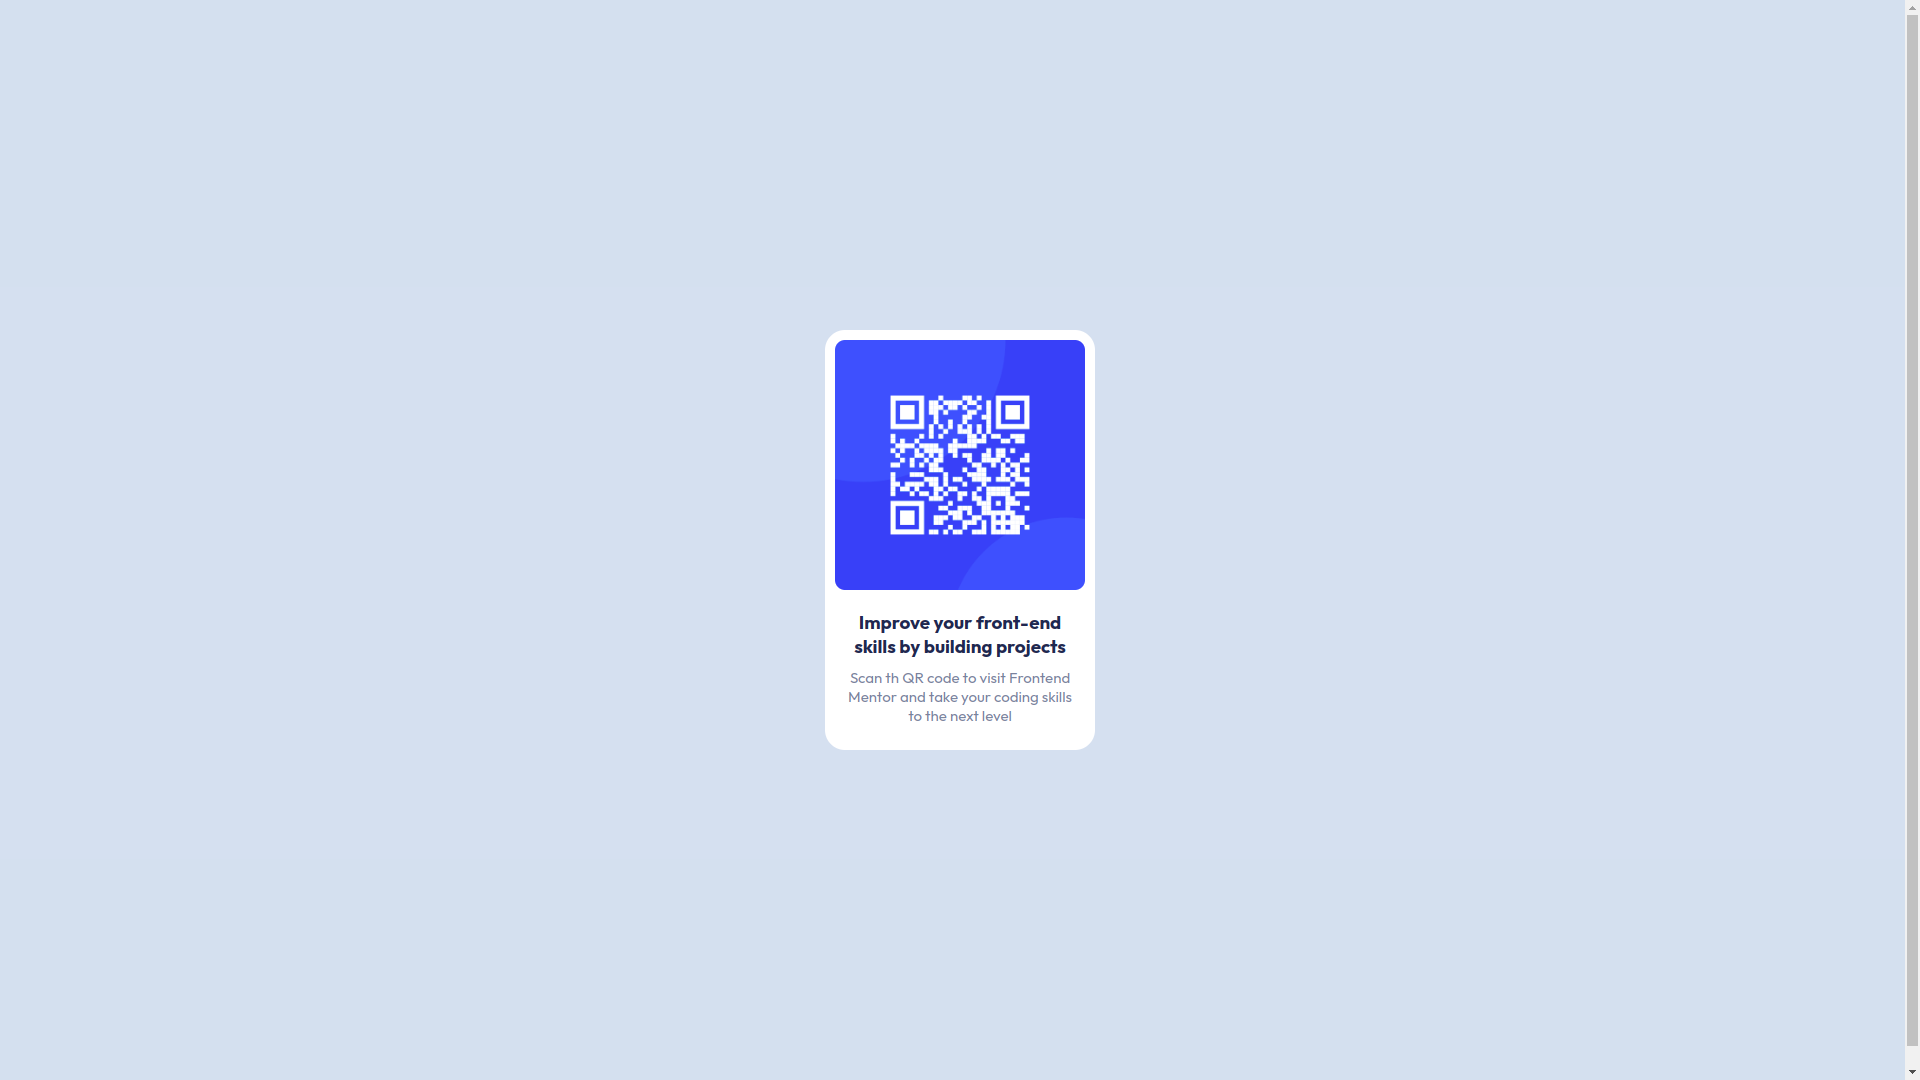 Improve your front-end
skills by building projects
Scan th QR code to visit Frontend
Mentor and take your coding skills
to the next level